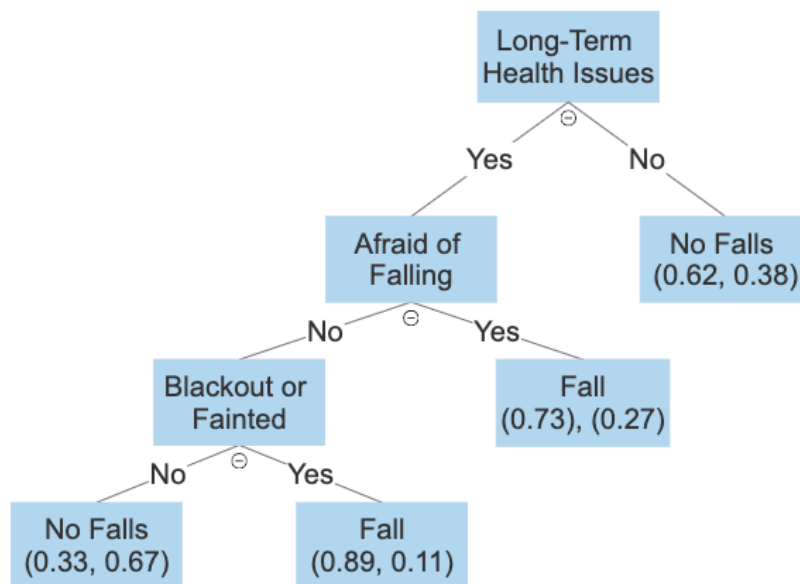 Long-Term
Health Issues
Yes
No
Afraid of
Falling
No Falls
(0.62, 0.38)
No
Yes
Blackout or
Fainted
Fall
(0.73), (0.27)
No
Yes
No Falls
(0.33, 0.67)
Fall
(0.89, 0.11)